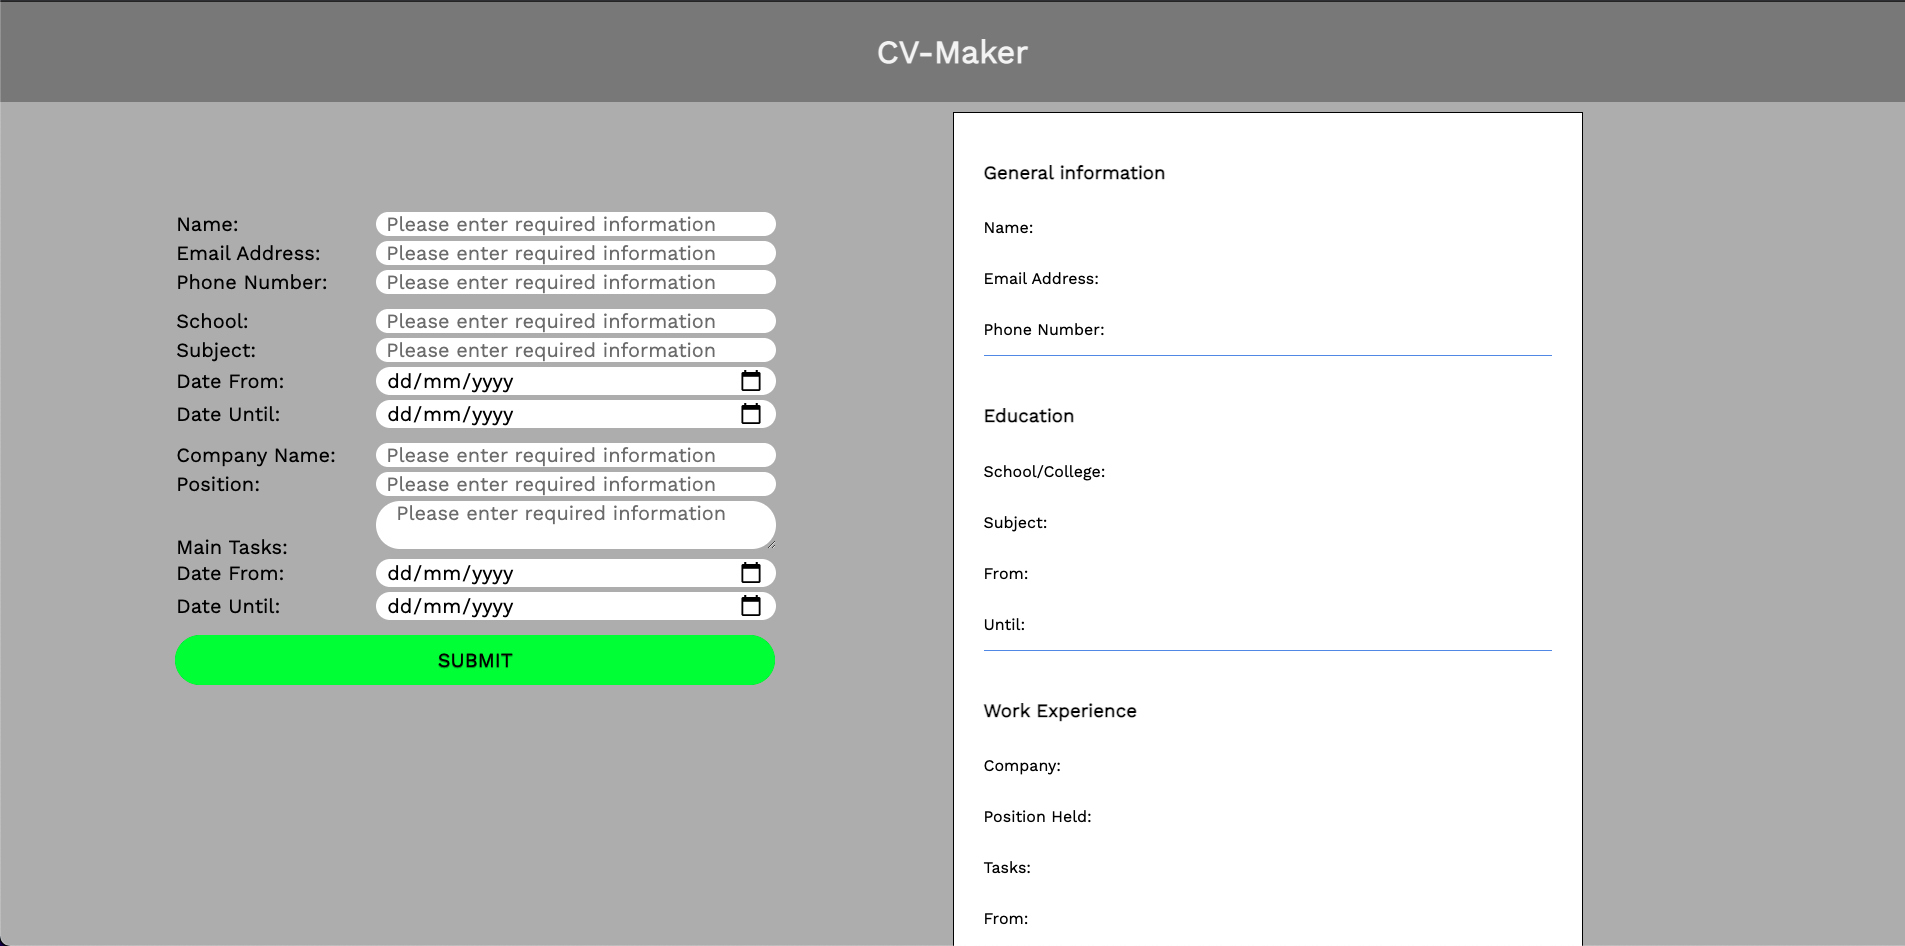 CV-Maker
Name: Please enter required information
Email Address: Please enter required information
Phone Number: Please enter required information
School: Please enter required information
Subject: Please enter required information
Date From: dd/mm/yyyy
Date Until: dd/mm/yyyy
Company Name: Please enter required information
Position: Please enter required information
Please enter required information
Main Tasks:
Date From: dd/mm/yyyy
Date Until: dd/mm/yyyy
SUBMIT
General information
Name:
Email Address:
Phone Number:
Education
School/College:
Subject:
From:
Until:
Work Experience
Company:
Position Held:
Tasks:
From: